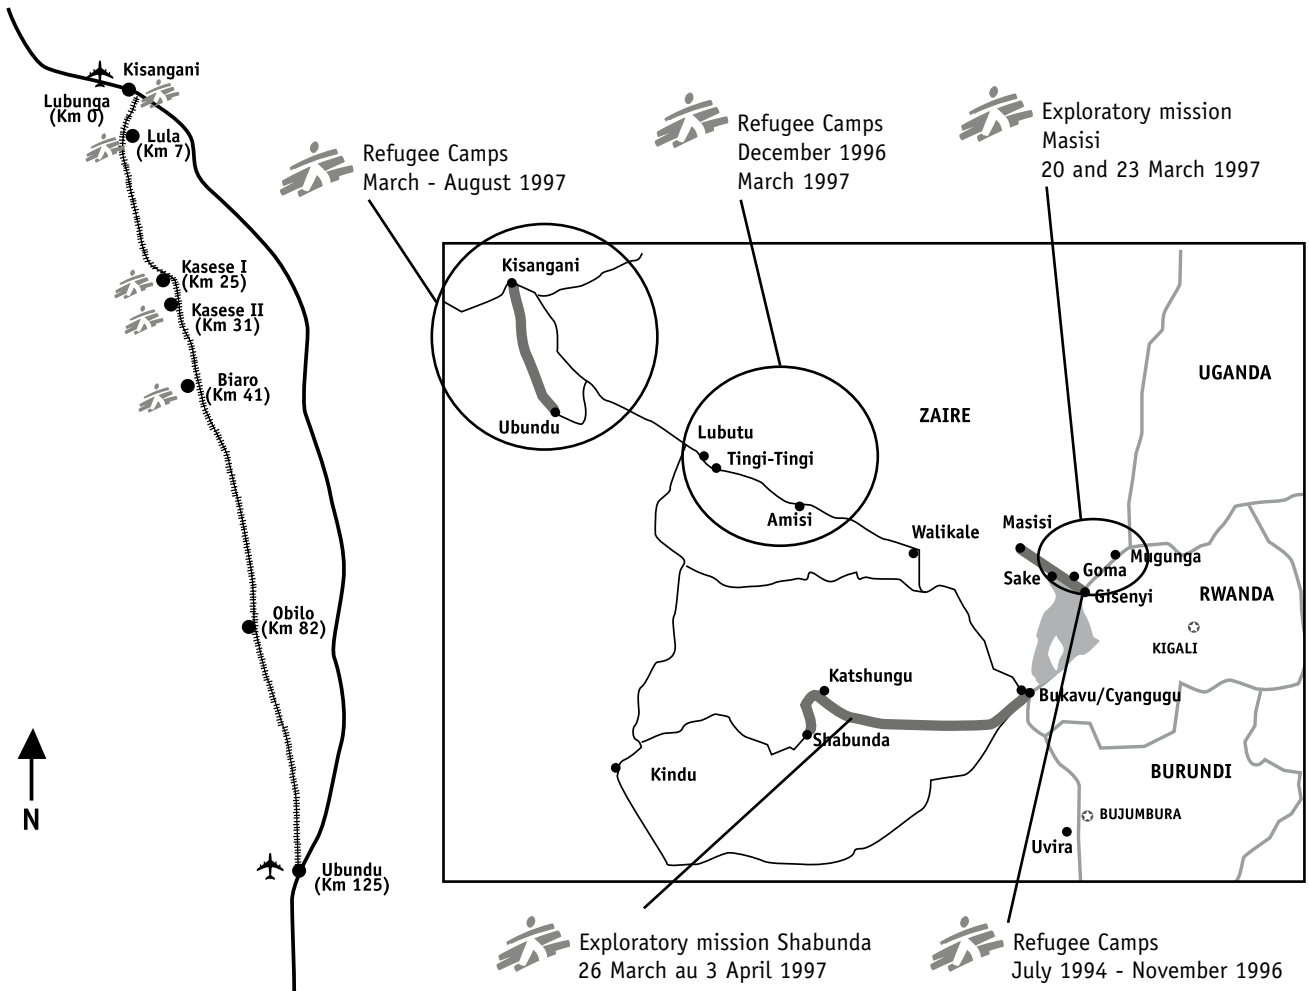 Kisangani
Lubunga
(Km 0)
Lula
(Km 7)
Kasese I
(Km 25)
Kasese II
(Km 31)
Biaro
(Km 41)
Obilo
(Km 82)
N
Ubundu
(Km 125)
Refugee Camps
March - August 1997
Refugee Camps
December 1996
March 1997
Exploratory mission
Masisi
20 and 23 March 1997
Kisangani
Ubundu
Lubutu
Tingi-Tingi
Amisi
ZAIRE
UGANDA
Walikale
Masisi
Mugunga
Goma
Sake
Gisenyi
RWANDA
KIGALI
Katshungu
Bukavu/Cyangugu
Shabunda
Kindu
BURUNDI
BUJUMBURA
Uvira
Exploratory mission Shabunda
26 March au 3 April 1997
Refugee Camps
July 1994 - November 1996